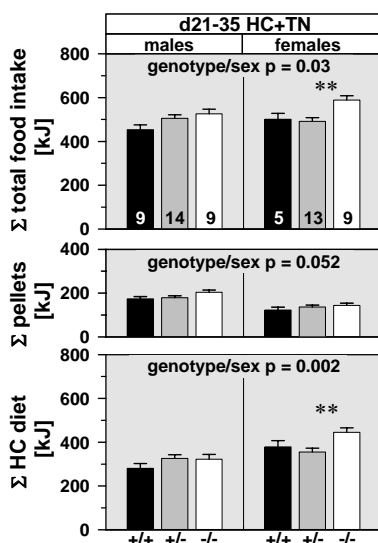 d21-35 HC+TN
males females
genotype/sex p = 0.03
**
Σ total food intake
[kJ]
800
600
400
200
0
9 14 9 5 13 9
genotype/sex p = 0.052
Σ pellets
[kJ]
400
200
0
genotype/sex p = 0.002
**
Σ HC diet
[kJ]
800
600
400
200
0
+/+ +/- -/- +/+ +/- -/-